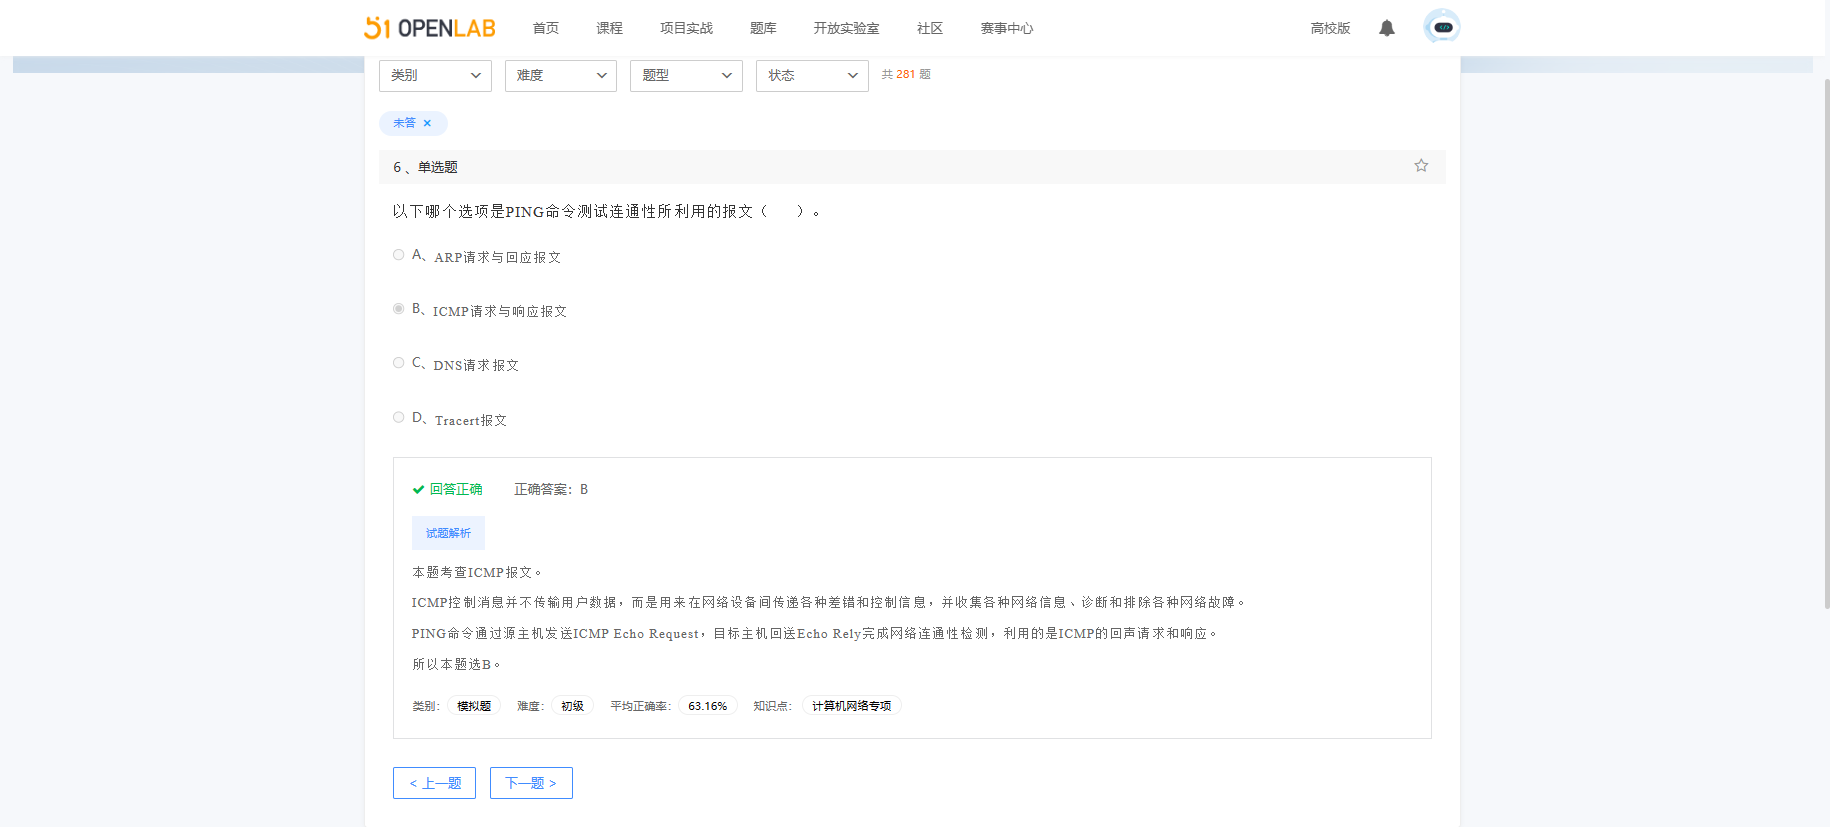 51 OPENLAB 首页 课程 项目实战 题库 开放实验室 社区 赛事中心 高校版
类别 难度 题型 状态 共 281 题
未答 ×
6 、单选题
以下哪个选项是PING命令测试连通性所利用的报文（ ）。
A、ARP请求与回应报文
B、ICMP请求与响应报文
C、DNS请求报文
D、Tracert报文
回答正确 正确答案：B
试题解析
本题考查ICMP报文。
ICMP控制消息并不传输用户数据，而是用来在网络设备间传递各种差错和控制信息，并收集各种网络信息、诊断和排除各种网络故障。
PING命令通过源主机发送ICMP Echo Request，目标主机回送Echo Rely完成网络连通性检测，利用的是ICMP的回声请求和响应。
所以本题选B。
类别： 模拟题 难度： 初级 平均正确率： 63.16% 知识点： 计算机网络专项
< 上一题 下一题 >